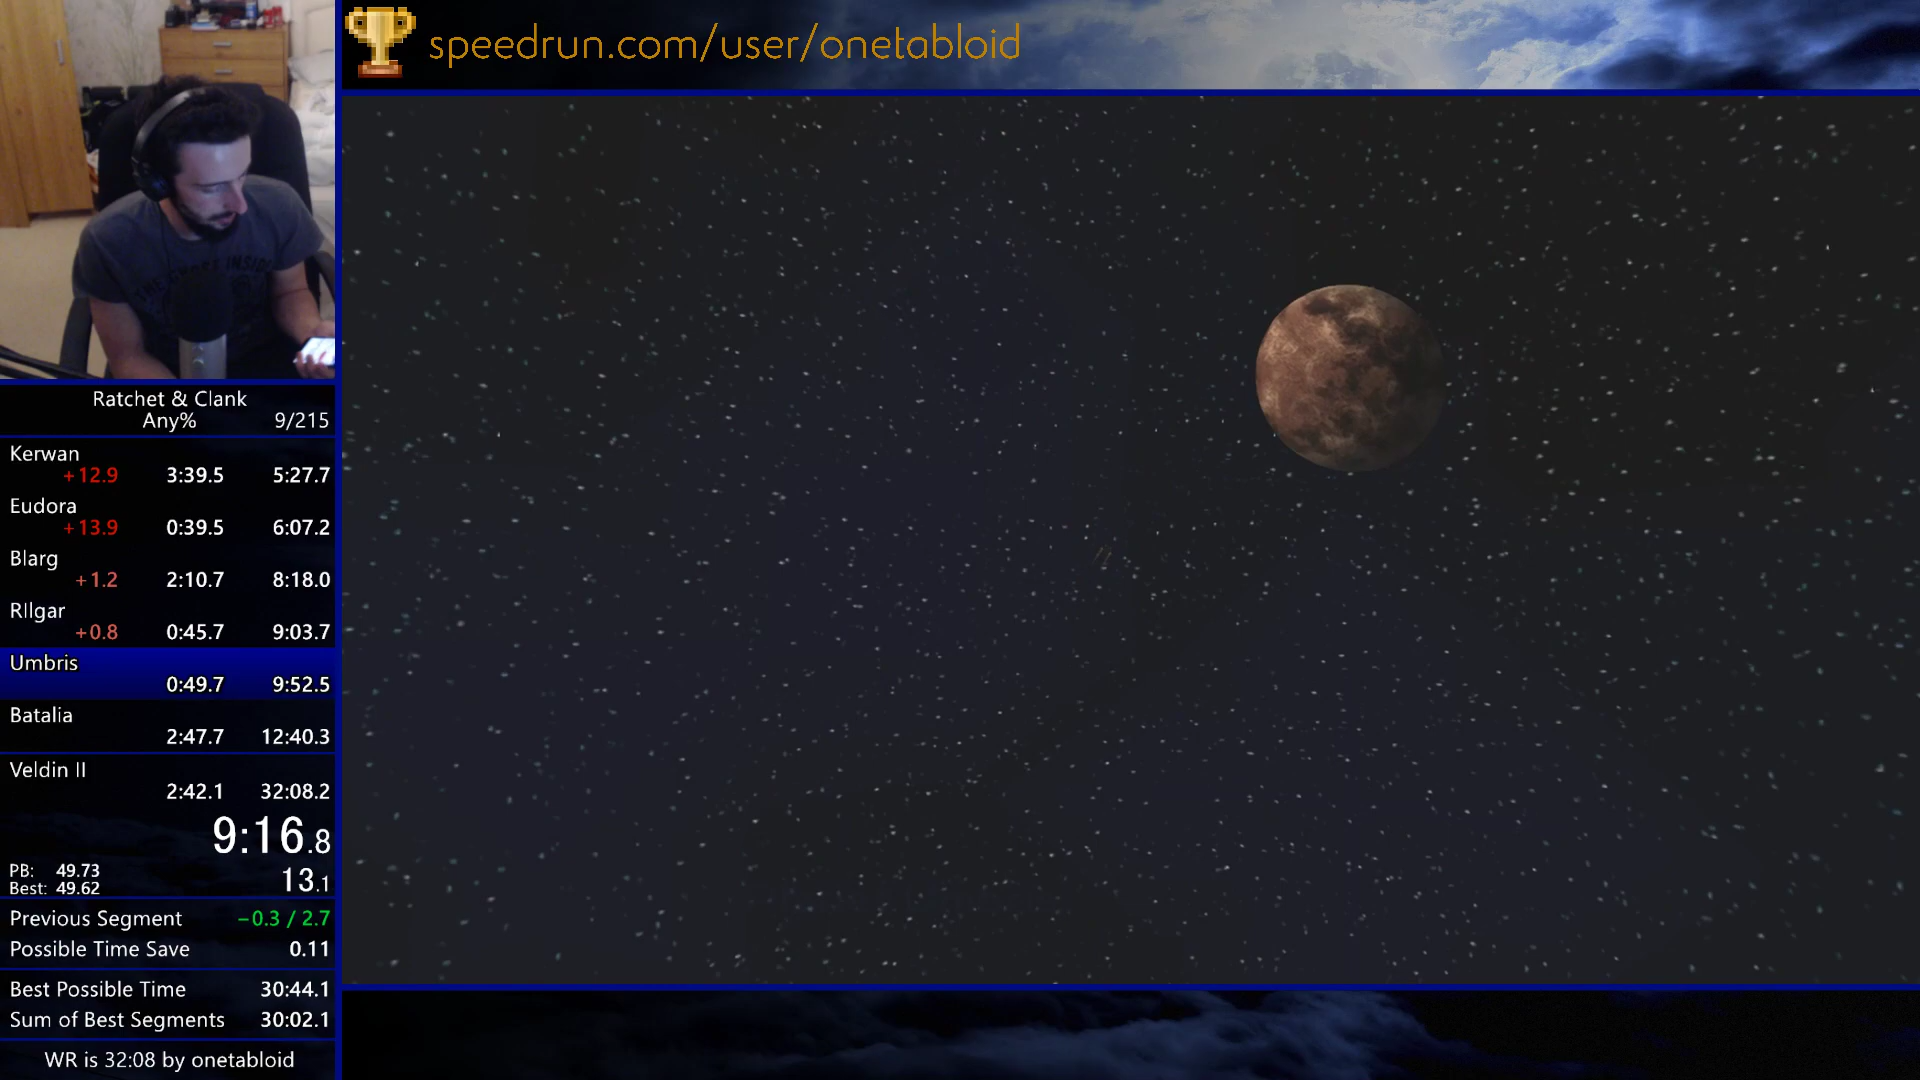 speedrun.com/user/onetabloid
Ratchet & Clank
Any% 9/215
Kerwan
+12.9 3:39.5 5:27.7
Eudora
+13.9 0:39.5 6:07.2
Blarg
+1.2 2:10.7 8:18.0
RIlgar
+0.8 0:45.7 9:03.7
Umbris
0:49.7 9:52.5
Batalia
2:47.7 12:40.3
Veldin II
2:42.1 32:08.2
9:16.8
PB: 49.73
Best: 49.62
13.1
Previous Segment −0.3 / 2.7
Possible Time Save 0.11
Best Possible Time 30:44.1
Sum of Best Segments 30:02.1
WR is 32:08 by onetabloid